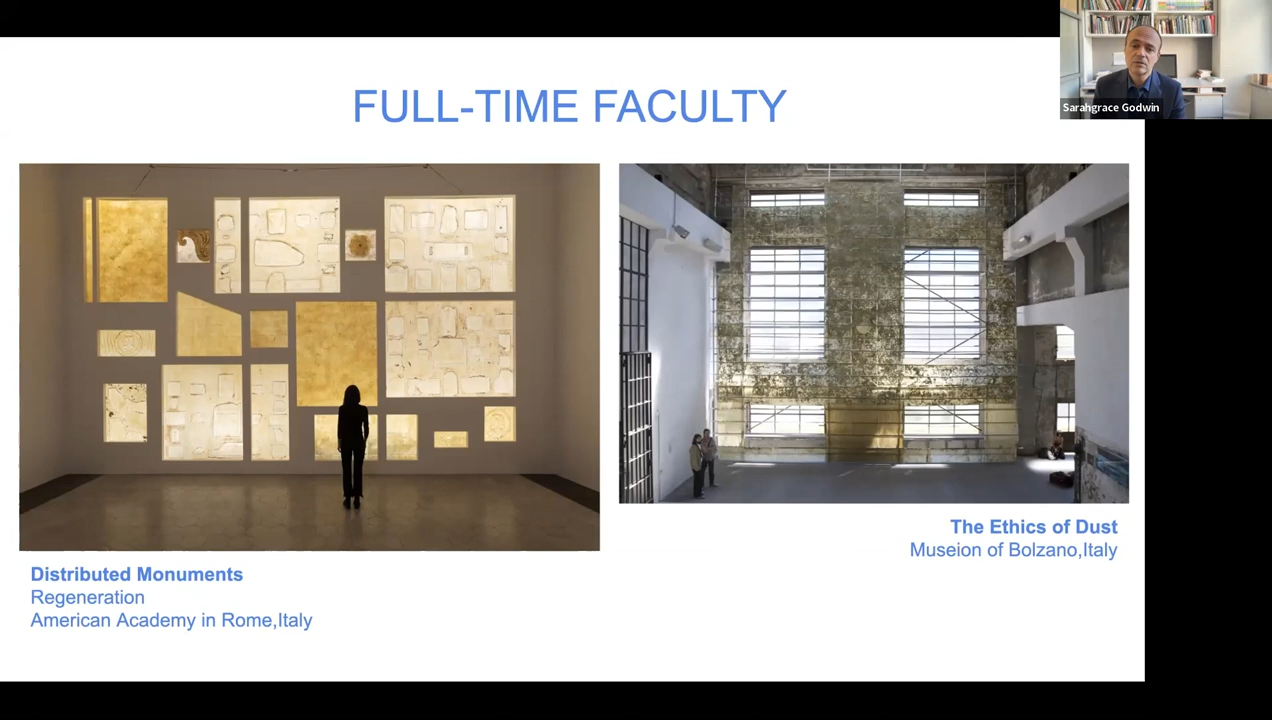 FULL-TIME FACULTY
Sarahgrace Godwin
Distributed Monuments
Regeneration
American Academy in Rome,Italy
The Ethics of Dust
Museion of Bolzano,Italy